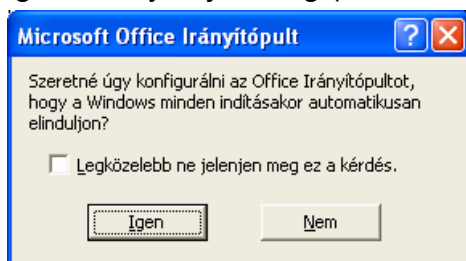 Microsoft Office Irányítópult
Szeretné úgy konfigurálni az Office Irányítópultot,
hogy a Windows minden indításakor automatikusan
elinduljon?
Legközelebb ne jelenjen meg ez a kérdés.
Igen Nem